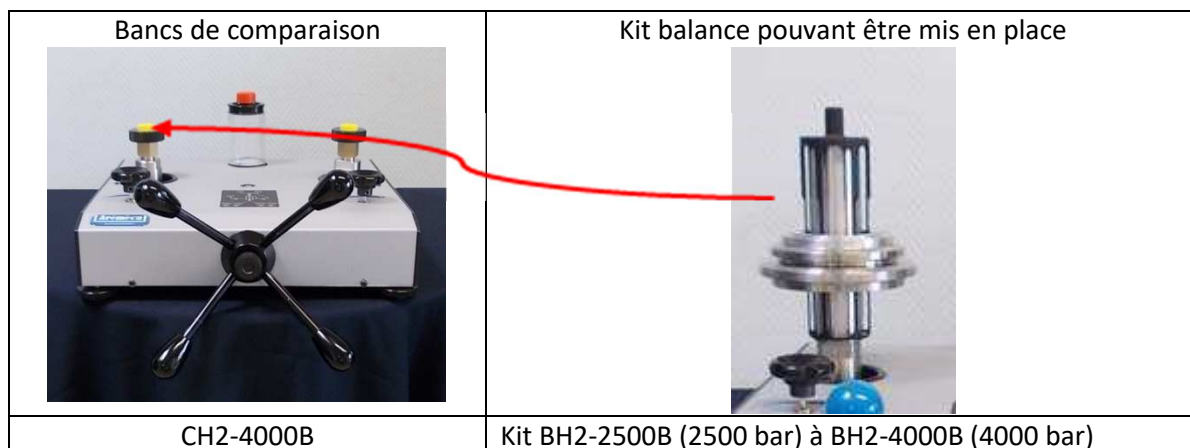 Bancs de comparaison
Kit balance pouvant être mis en place
CH2-4000B
Kit BH2-2500B (2500 bar) à BH2-4000B (4000 bar)